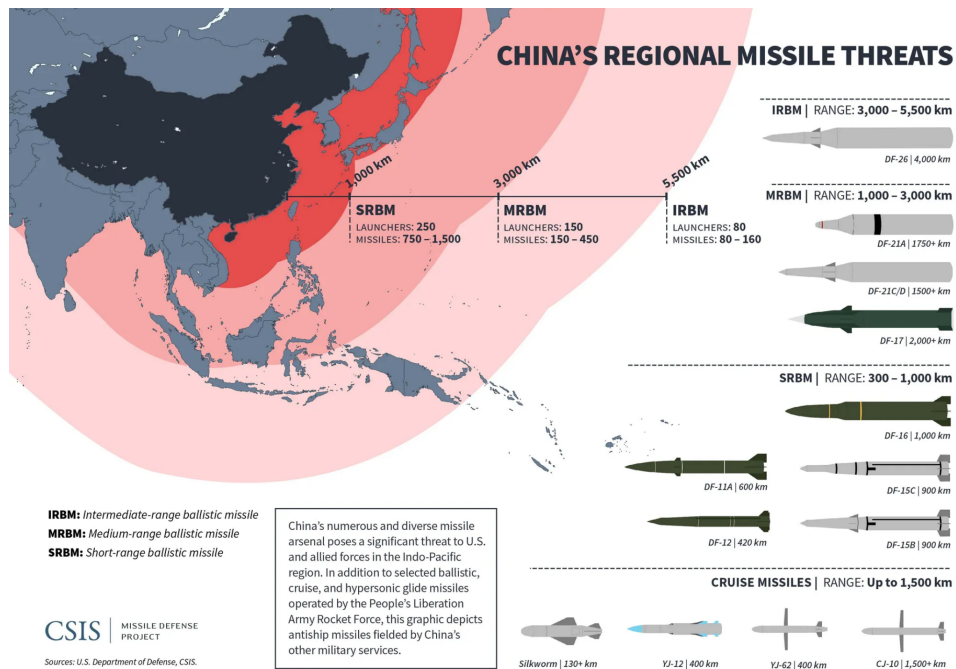 CHINA'S REGIONAL MISSILE THREATS
1,000 km
3,000 km
5,500 km
SRBM
LAUNCHERS: 250
MISSILES: 750 – 1,500
MRBM
LAUNCHERS: 150
MISSILES: 150 – 450
IRBM
LAUNCHERS: 80
MISSILES: 80 – 160
IRBM | RANGE: 3,000 – 5,500 km
DF-26 | 4,000 km
MRBM | RANGE: 1,000 – 3,000 km
DF-21A | 1750+ km
DF-21C/D | 1500+ km
DF-17 | 2,000+ km
SRBM | RANGE: 300 – 1,000 km
DF-16 | 1,000 km
DF-11A | 600 km
DF-15C | 900 km
DF-12 | 420 km
DF-15B | 900 km
CRUISE MISSILES | RANGE: Up to 1,500 km
Silkworm | 130+ km
YJ-12 | 400 km
YJ-62 | 400 km
CJ-10 | 1,500+ km
IRBM: Intermediate-range ballistic missile
MRBM: Medium-range ballistic missile
SRBM: Short-range ballistic missile
China's numerous and diverse missile
arsenal poses a significant threat to U.S.
and allied forces in the Indo-Pacific
region. In addition to selected ballistic,
cruise, and hypersonic glide missiles
operated by the People's Liberation
Army Rocket Force, this graphic depicts
antiship missiles fielded by China's
other military services.
CSIS | MISSILE DEFENSE
PROJECT
Sources: U.S. Department of Defense, CSIS.